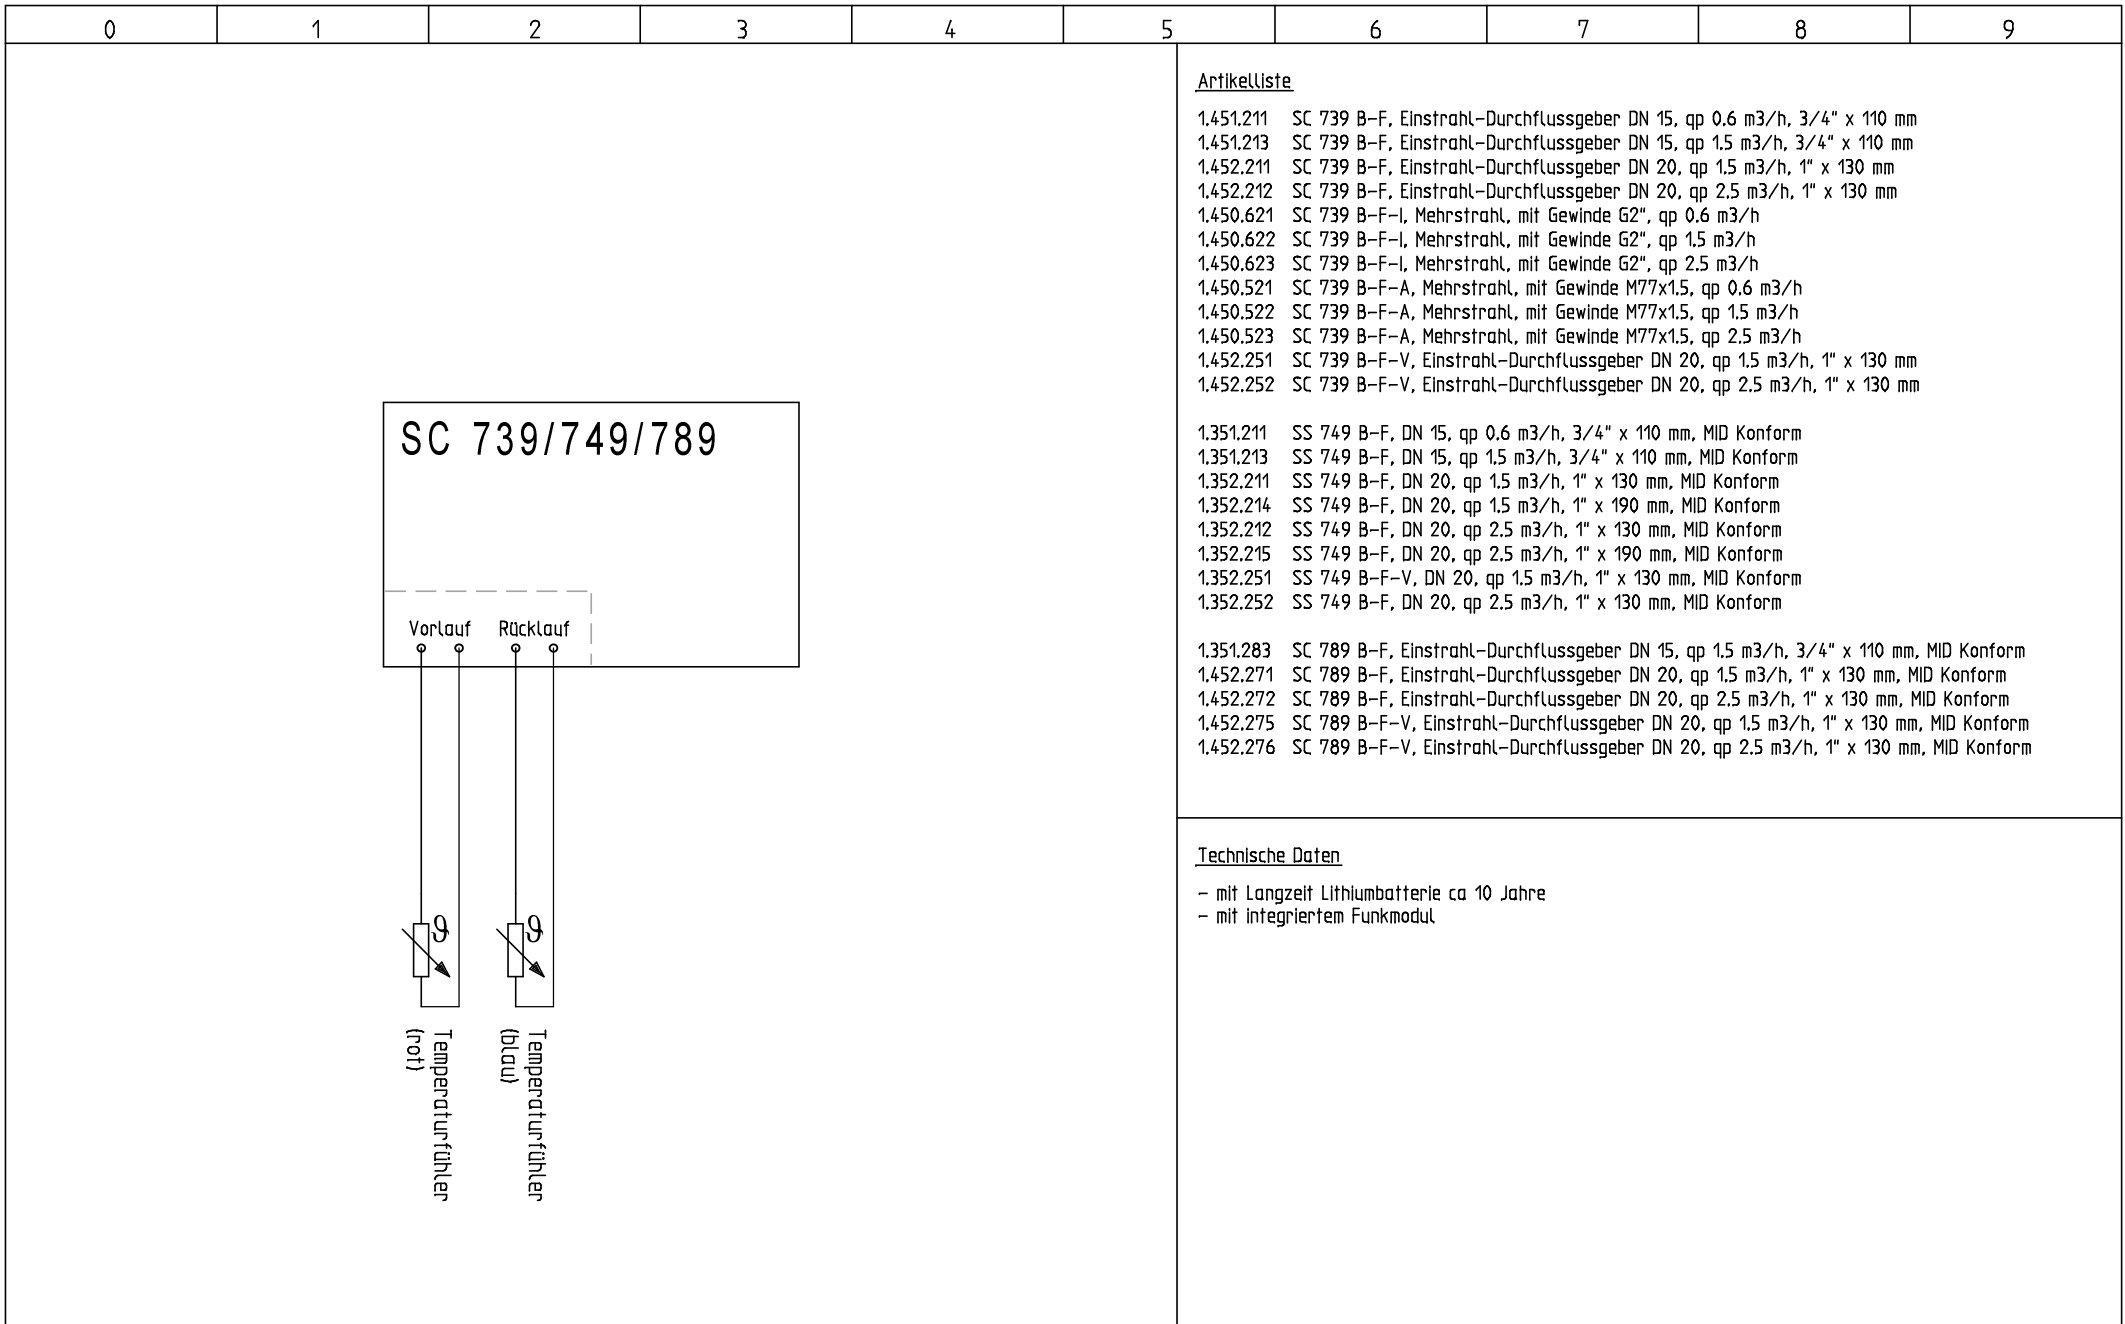 0 1 2 3 4 5 6 7 8 9
SC 739/749/789
Vorlauf Rücklauf
ϑ ϑ
Temperaturfühler
(rot)
Temperaturfühler
(blau)
Artikelliste
1.451.211 SC 739 B-F, Einstrahl-Durchflussgeber DN 15, qp 0.6 m3/h, 3/4" x 110 mm
1.451.213 SC 739 B-F, Einstrahl-Durchflussgeber DN 15, qp 1.5 m3/h, 3/4" x 110 mm
1.452.211 SC 739 B-F, Einstrahl-Durchflussgeber DN 20, qp 1.5 m3/h, 1" x 130 mm
1.452.212 SC 739 B-F, Einstrahl-Durchflussgeber DN 20, qp 2.5 m3/h, 1" x 130 mm
1.450.621 SC 739 B-F-I, Mehrstrahl, mit Gewinde G2", qp 0.6 m3/h
1.450.622 SC 739 B-F-I, Mehrstrahl, mit Gewinde G2", qp 1.5 m3/h
1.450.623 SC 739 B-F-I, Mehrstrahl, mit Gewinde G2", qp 2.5 m3/h
1.450.521 SC 739 B-F-A, Mehrstrahl, mit Gewinde M77x1.5, qp 0.6 m3/h
1.450.522 SC 739 B-F-A, Mehrstrahl, mit Gewinde M77x1.5, qp 1.5 m3/h
1.450.523 SC 739 B-F-A, Mehrstrahl, mit Gewinde M77x1.5, qp 2.5 m3/h
1.452.251 SC 739 B-F-V, Einstrahl-Durchflussgeber DN 20, qp 1.5 m3/h, 1" x 130 mm
1.452.252 SC 739 B-F-V, Einstrahl-Durchflussgeber DN 20, qp 2.5 m3/h, 1" x 130 mm
1.351.211 SS 749 B-F, DN 15, qp 0.6 m3/h, 3/4" x 110 mm, MID Konform
1.351.213 SS 749 B-F, DN 15, qp 1.5 m3/h, 3/4" x 110 mm, MID Konform
1.352.211 SS 749 B-F, DN 20, qp 1.5 m3/h, 1" x 130 mm, MID Konform
1.352.214 SS 749 B-F, DN 20, qp 1.5 m3/h, 1" x 190 mm, MID Konform
1.352.212 SS 749 B-F, DN 20, qp 2.5 m3/h, 1" x 130 mm, MID Konform
1.352.215 SS 749 B-F, DN 20, qp 2.5 m3/h, 1" x 190 mm, MID Konform
1.352.251 SS 749 B-F-V, DN 20, qp 1.5 m3/h, 1" x 130 mm, MID Konform
1.352.252 SS 749 B-F, DN 20, qp 2.5 m3/h, 1" x 130 mm, MID Konform
1.351.283 SC 789 B-F, Einstrahl-Durchflussgeber DN 15, qp 1.5 m3/h, 3/4" x 110 mm, MID Konform
1.452.271 SC 789 B-F, Einstrahl-Durchflussgeber DN 20, qp 1.5 m3/h, 1" x 130 mm, MID Konform
1.452.272 SC 789 B-F, Einstrahl-Durchflussgeber DN 20, qp 2.5 m3/h, 1" x 130 mm, MID Konform
1.452.275 SC 789 B-F-V, Einstrahl-Durchflussgeber DN 20, qp 1.5 m3/h, 1" x 130 mm, MID Konform
1.452.276 SC 789 B-F-V, Einstrahl-Durchflussgeber DN 20, qp 2.5 m3/h, 1" x 130 mm, MID Konform
Technische Daten
- mit Langzeit Lithiumbatterie ca 10 Jahre
- mit integriertem Funkmodul